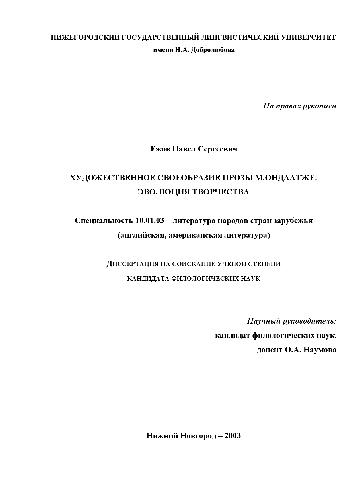 НИЖЕГОРОДСКИЙ ГОСУДАРСТВЕННЫЙ ЛИНГВИСТИЧЕСКИЙ УНИВЕРСИТЕТ
имени Н.А. Добролюбова
На правах рукописи
Ежов Павел Сергеевич
ХУДОЖЕСТВЕННОЕ СВОЕОБРАЗИЕ ПРОЗЫ М.ОНДААТЖЕ.
ЭВОЛЮЦИЯ ТВОРЧЕСТВА
Специальность 10.01.03 – литература народов стран зарубежья
(английская, американская литература)
ДИССЕРТАЦИЯ НА СОИСКАНИЕ УЧЕНОЙ СТЕПЕНИ
КАНДИДАТА ФИЛОЛОГИЧЕСКИХ НАУК
Научный руководитель:
кандидат филологических наук,
доцент О.А. Наумова
Нижний Новгород – 2003